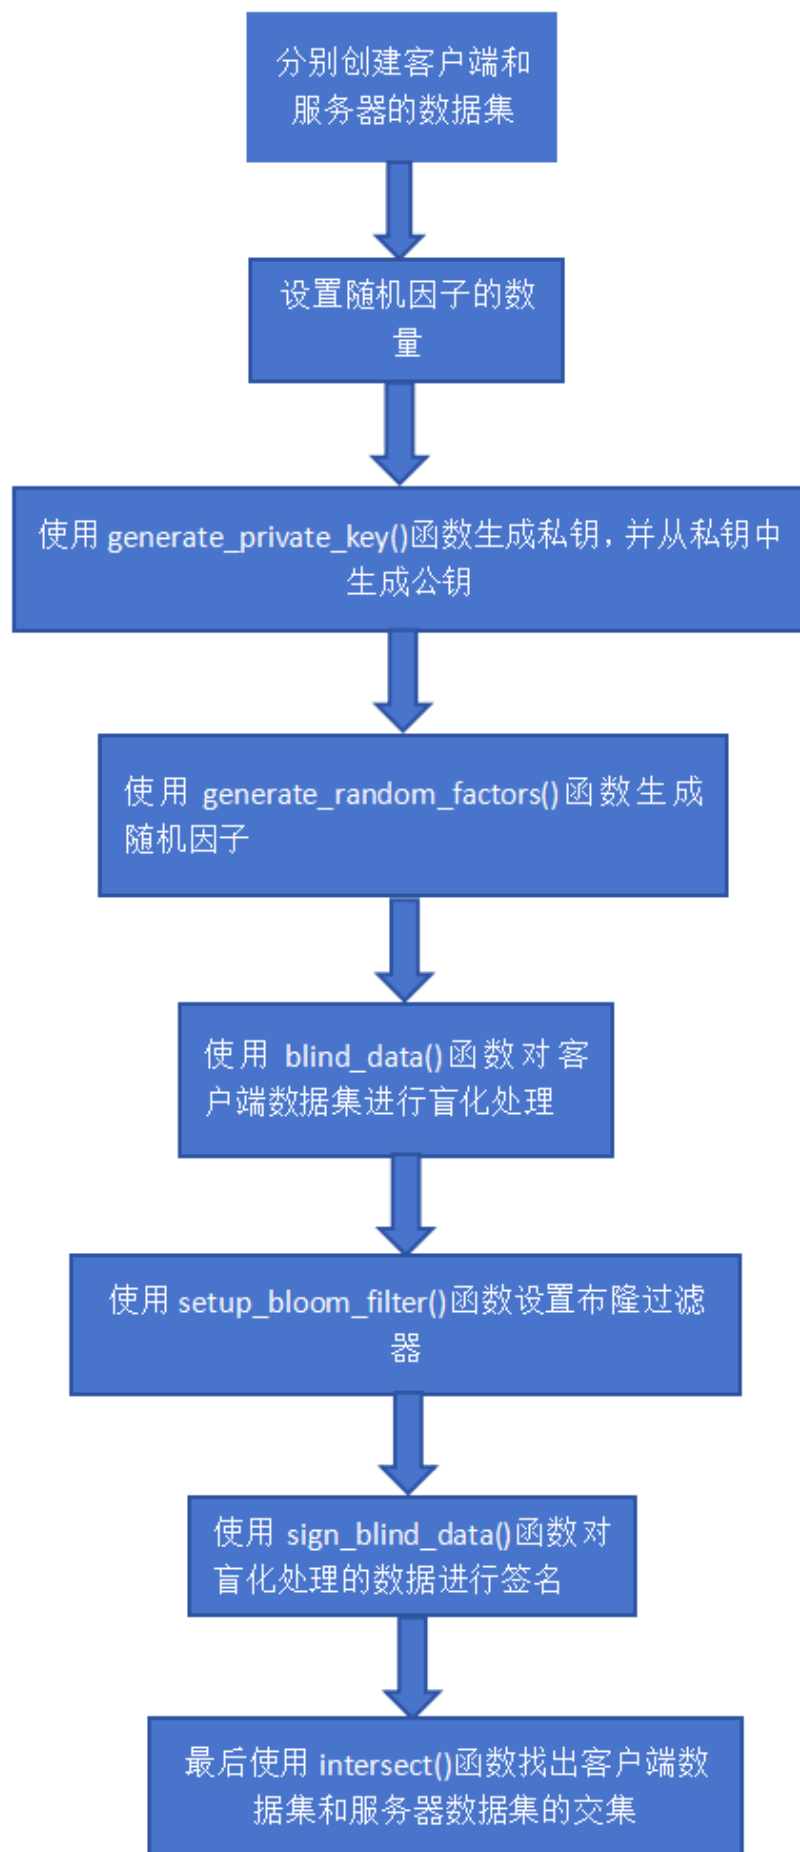 分别创建客户端和
服务器的数据集
设置随机因子的数
量
使用 generate_private_key()函数生成私钥，并从私钥中
生成公钥
使用 generate_random_factors()函数生成
随机因子
使用 blind_data()函数对客
户端数据集进行盲化处理
使用 setup_bloom_filter()函数设置布隆过滤
器
使用 sign_blind_data()函数对
盲化处理的数据进行签名
最后使用 intersect()函数找出客户端数
据集和服务器数据集的交集